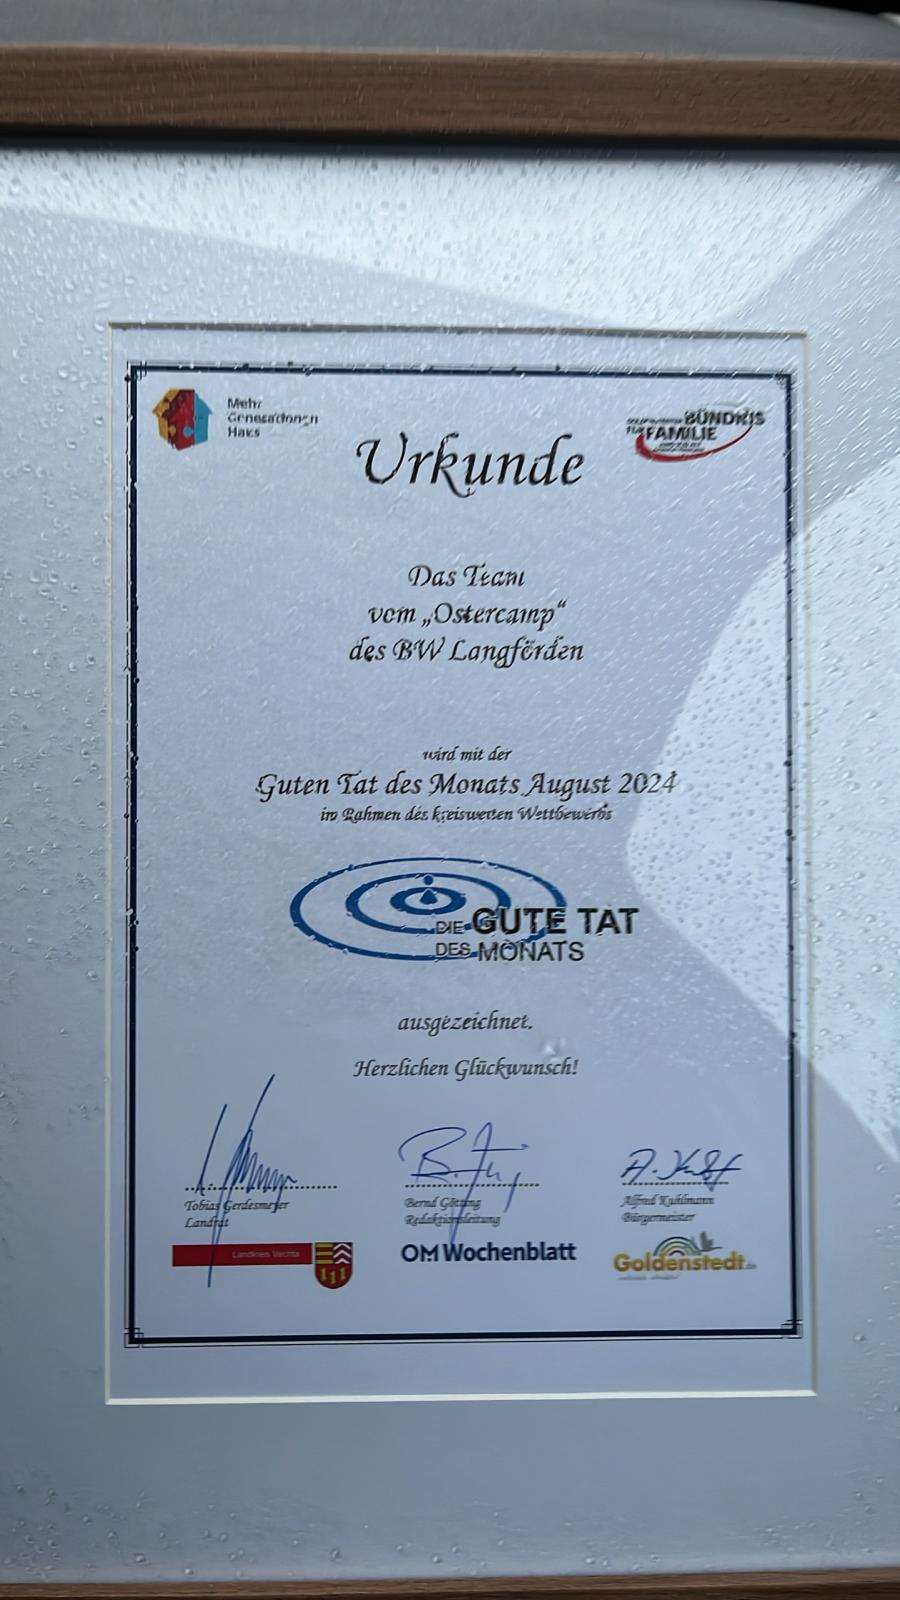 Mehr
Generationen
Haus
BÜNDNIS
FÜR FAMILIE
Urkunde
Das Team
vom „Ostercamp“
des BW Langförden
wird mit der
Guten Tat des Monats August 2024
im Rahmen des kreisweiten Wettbewerbs
DIE GUTE TAT
DES MONATS
ausgezeichnet.
Herzlichen Glückwunsch!
Tobias Gerdesmeyer
Landrat
Landkreis Vechta
Bernd Götting
Redaktionsleitung
OM Wochenblatt
Alfred Kuhlmann
Bürgermeister
Goldenstedt.de